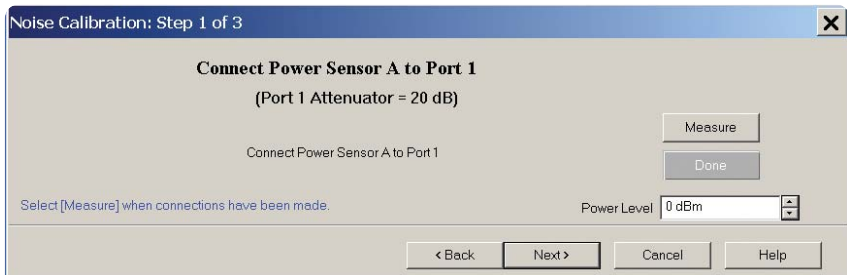 Noise Calibration: Step 1 of 3
Connect Power Sensor A to Port 1
(Port 1 Attenuator = 20 dB)
Measure
Connect Power Sensor A to Port 1
Done
Select [Measure] when connections have been made.
Power Level 0 dBm
< Back Next > Cancel Help